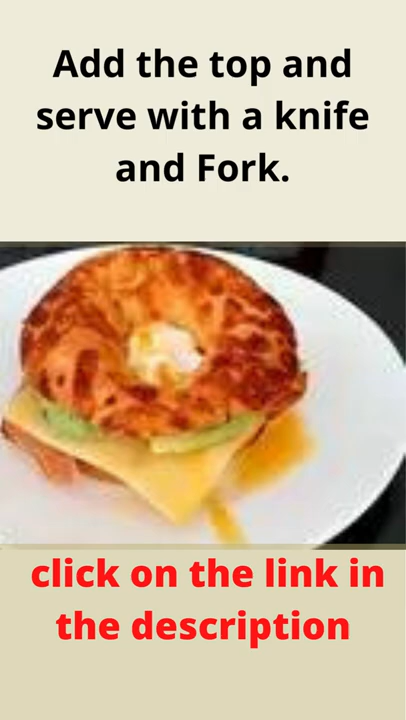 Add the top and
serve with a knife
and Fork.
click on the link in
the description